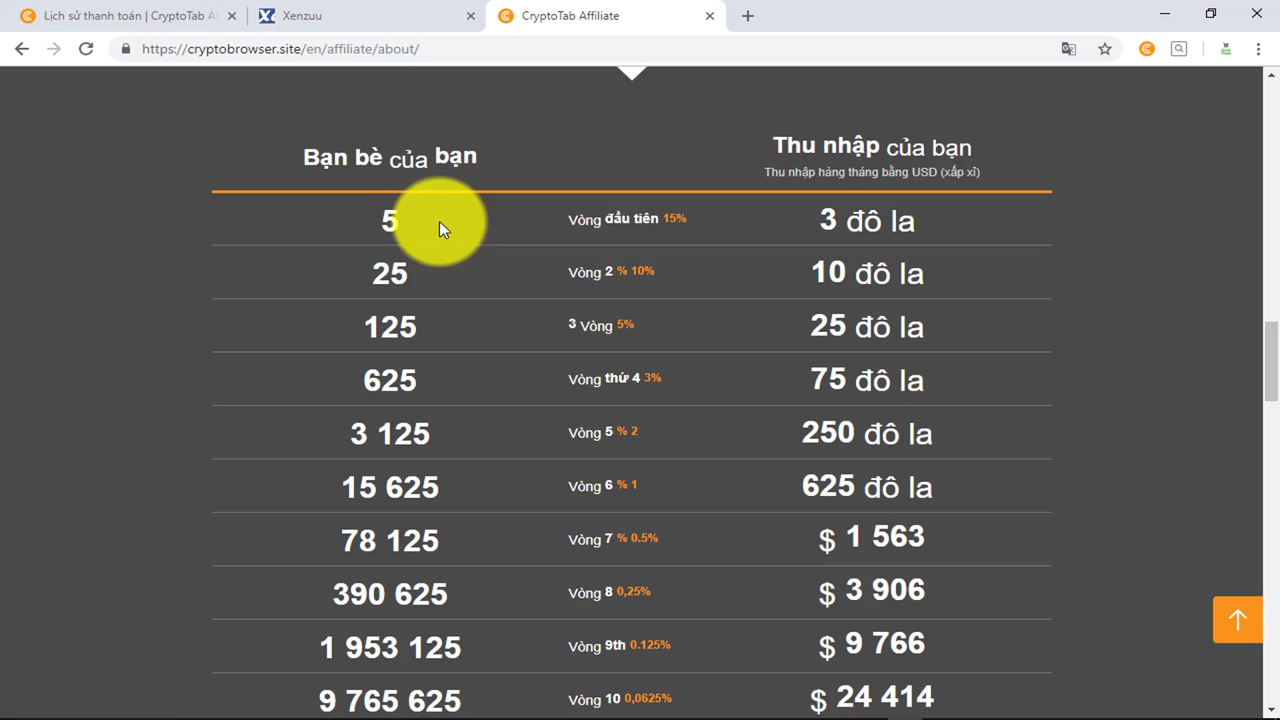 Lịch sử thanh toán | CryptoTab Af
Xenzuu
CryptoTab Affiliate
https://cryptobrowser.site/en/affiliate/about/
Bạn bè của bạn
Thu nhập của bạn
Thu nhập hàng tháng bằng USD (xấp xỉ)
5 Vòng đầu tiên 15% 3 đô la
25 Vòng 2 % 10% 10 đô la
125 3 Vòng 5% 25 đô la
625 Vòng thứ 4 3% 75 đô la
3 125 Vòng 5 % 2 250 đô la
15 625 Vòng 6 % 1 625 đô la
78 125 Vòng 7 % 0.5% $ 1 563
390 625 Vòng 8 0,25% $ 3 906
1 953 125 Vòng 9th 0.125% $ 9 766
9 765 625 Vòng 10 0,0625% $ 24 414